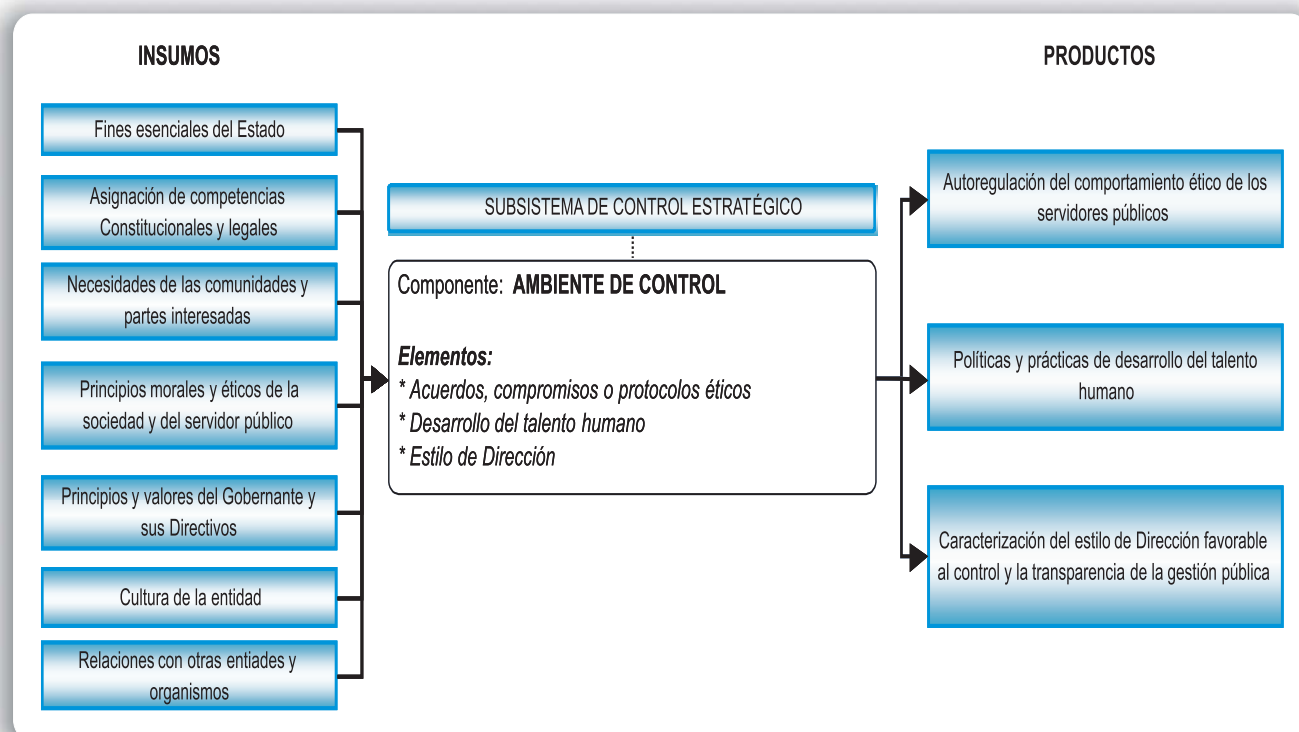 INSUMOS
Fines esenciales del Estado
Asignación de competencias
Constitucionales y legales
Necesidades de las comunidades y
partes interesadas
Principios morales y éticos de la
sociedad y del servidor público
Principios y valores del Gobernante y
sus Directivos
Cultura de la entidad
Relaciones con otras entiades y
organismos
SUBSISTEMA DE CONTROL ESTRATÉGICO
Componente: AMBIENTE DE CONTROL
Elementos:
* Acuerdos, compromisos o protocolos éticos
* Desarrollo del talento humano
* Estilo de Dirección
PRODUCTOS
Autoregulación del comportamiento ético de los
servidores públicos
Políticas y prácticas de desarrollo del talento
humano
Caracterización del estilo de Dirección favorable
al control y la transparencia de la gestión pública